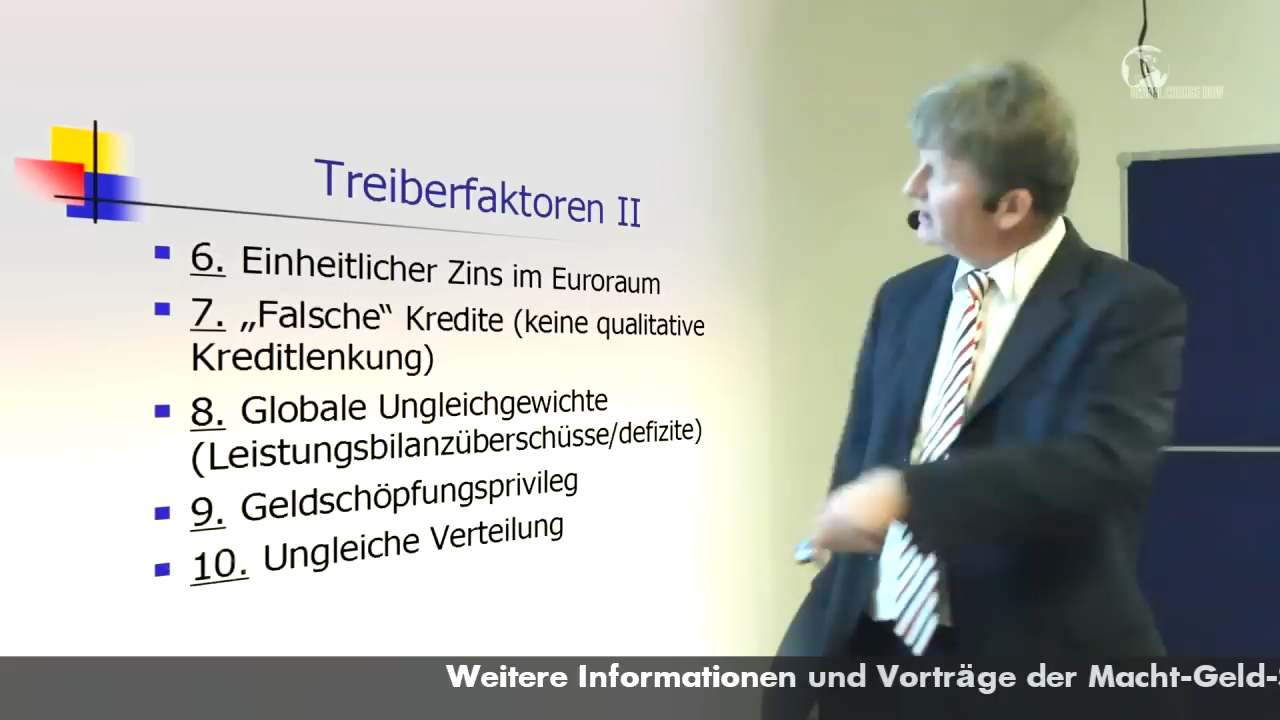 Treiberfaktoren II
6. Einheitlicher Zins im Euroraum
7. „Falsche“ Kredite (keine qualitative
Kreditlenkung)
8. Globale Ungleichgewichte
(Leistungsbilanzüberschüsse/defizite)
9. Geldschöpfungsprivileg
10. Ungleiche Verteilung
Weitere Informationen und Vorträge der Macht-Geld-